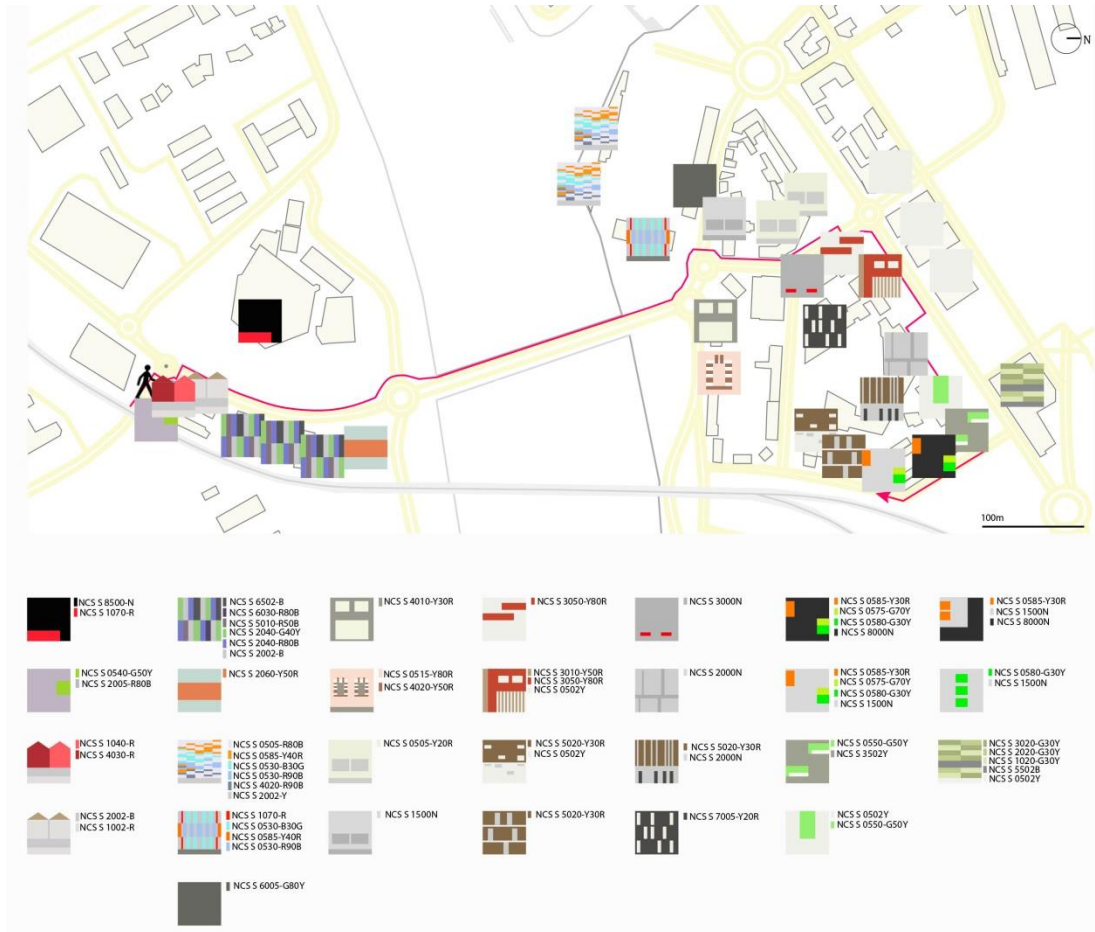 N
100m
NCS S 8500-N
NCS S 1070-R
NCS S 6502-B
NCS S 6030-R80B
NCS S 5010-R50B
NCS S 2040-G40Y
NCS S 2040-R80B
NCS S 2002-B
NCS S 4010-Y30R
NCS S 3050-Y80R
NCS S 3000N
NCS S 0585-Y30R
NCS S 0575-G70Y
NCS S 0580-G30Y
NCS S 8000N
NCS S 0585-Y30R
NCS S 1500N
NCS S 8000N
NCS S 0540-G50Y
NCS S 2005-R80B
NCS S 2060-Y50R
NCS S 0515-Y80R
NCS S 4020-Y50R
NCS S 3010-Y50R
NCS S 3050-Y80R
NCS S 0502Y
NCS S 2000N
NCS S 0585-Y30R
NCS S 0575-G70Y
NCS S 0580-G30Y
NCS S 1500N
NCS S 0580-G30Y
NCS S 1500N
NCS S 1040-R
NCS S 4030-R
NCS S 0505-R80B
NCS S 0585-Y40R
NCS S 0530-B30G
NCS S 0530-R90B
NCS S 4020-R90B
NCS S 2002-Y
NCS S 0505-Y20R
NCS S 5020-Y30R
NCS S 0502Y
NCS S 5020-Y30R
NCS S 2000N
NCS S 0550-G50Y
NCS S 3502Y
NCS S 3020-G30Y
NCS S 2020-G30Y
NCS S 1020-G30Y
NCS S 5502B
NCS S 0502Y
NCS S 2002-B
NCS S 1002-R
NCS S 1070-R
NCS S 0530-B30G
NCS S 0585-Y40R
NCS S 0530-R90B
NCS S 1500N
NCS S 5020-Y30R
NCS S 7005-Y20R
NCS S 0502Y
NCS S 0550-G50Y
NCS S 6005-G80Y